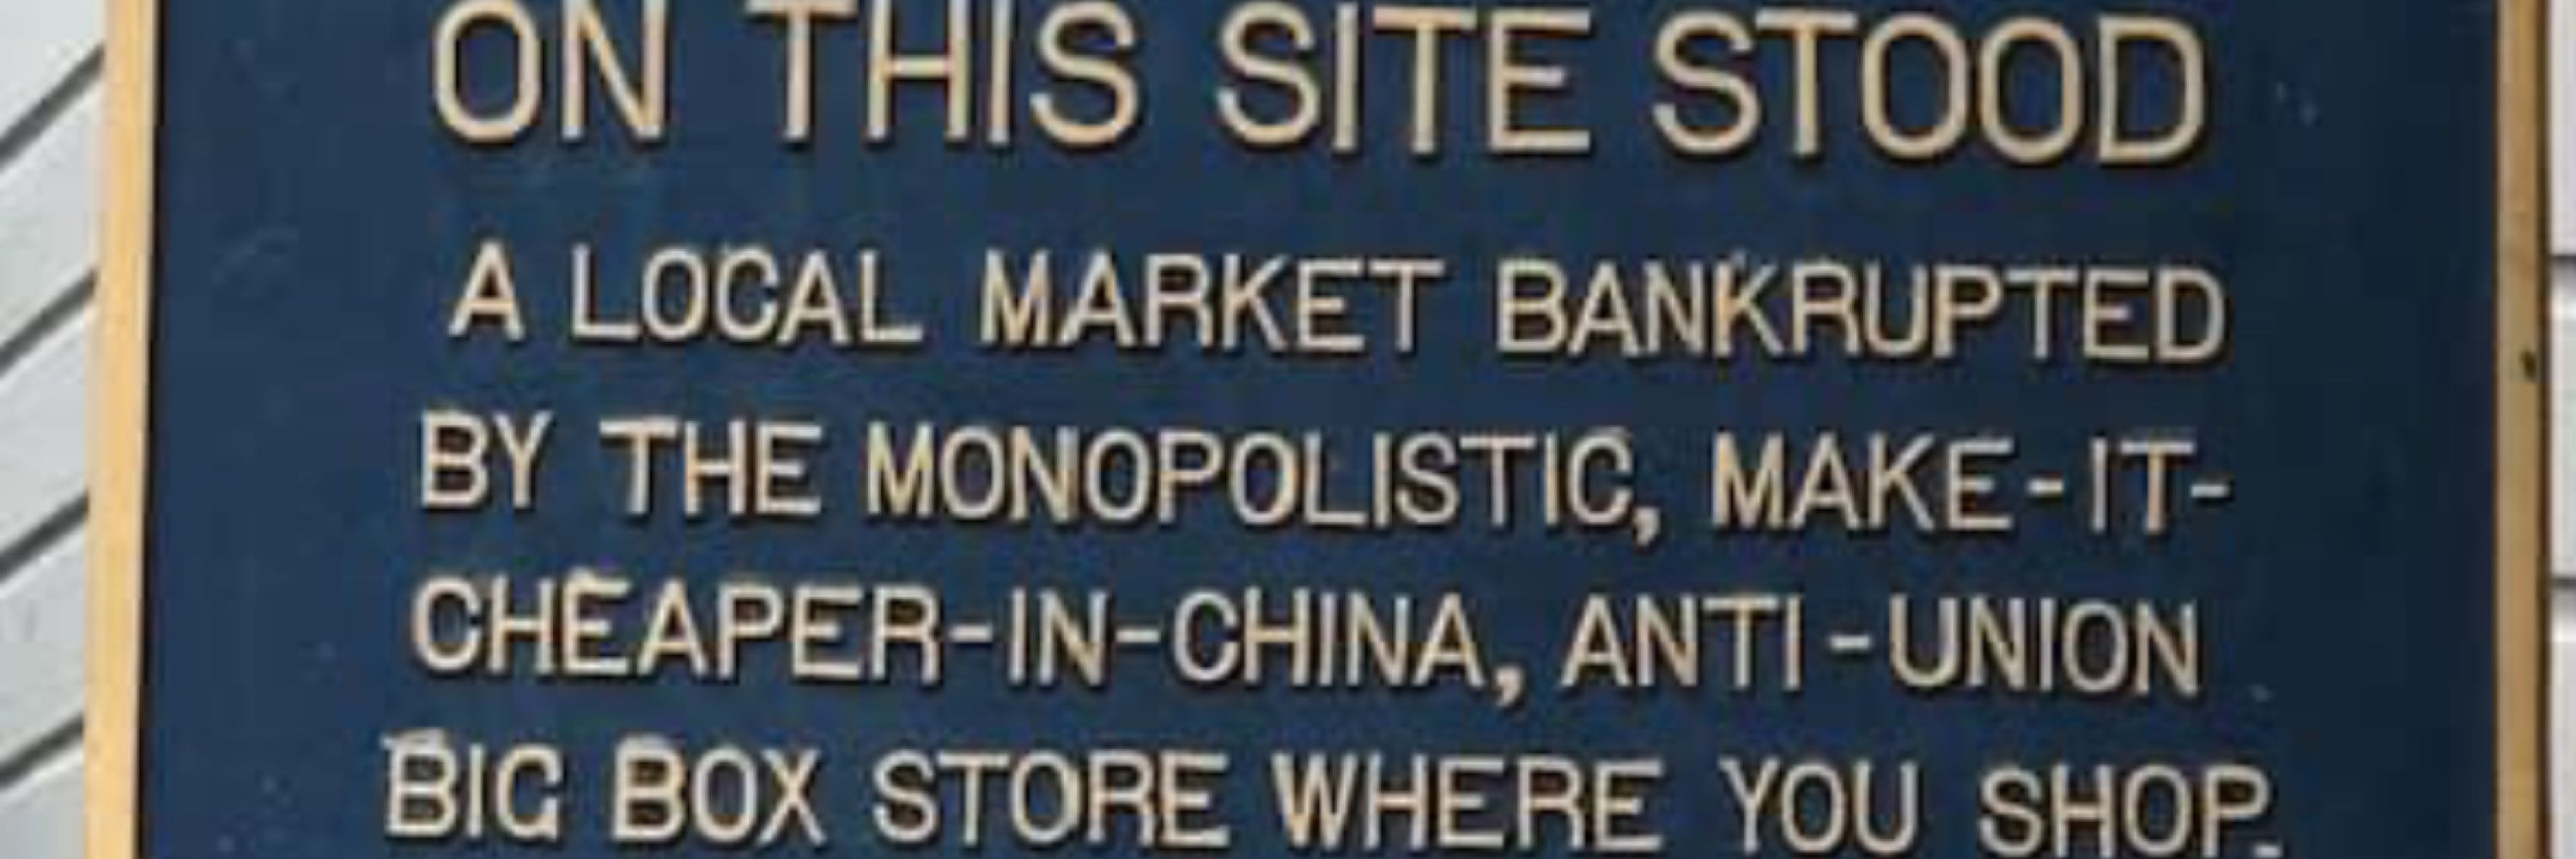 ON THIS SITE STOOD
A LOCAL MARKET BANKRUPTED
BY THE MONOPOLISTIC, MAKE-IT-
CHEAPER-IN-CHINA, ANTI-UNION
BIG BOX STORE WHERE YOU SHOP.